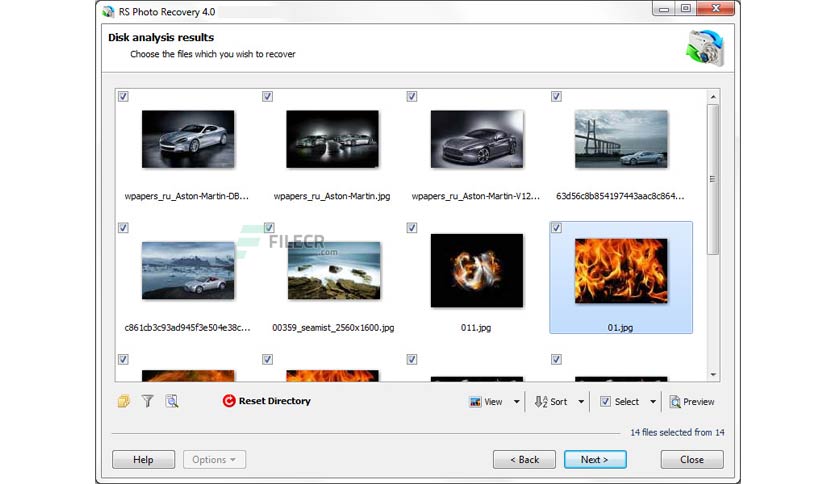 RS Photo Recovery 4.0
Disk analysis results
Choose the files which you wish to recover
wpapers_ru_Aston-Martin-DB...
wpapers_ru_Aston-Martin.jpg
wpapers_ru_Aston-Martin-V12...
63d56c8b854197443aac8c864...
FILECR
.com
c861cb3c93ad945f3e504e38c...
00359_seamist_2560x1600.jpg
011.jpg
01.jpg
Reset Directory
View
Sort
Select
Preview
14 files selected from 14
Help
Options
< Back
Next >
Close